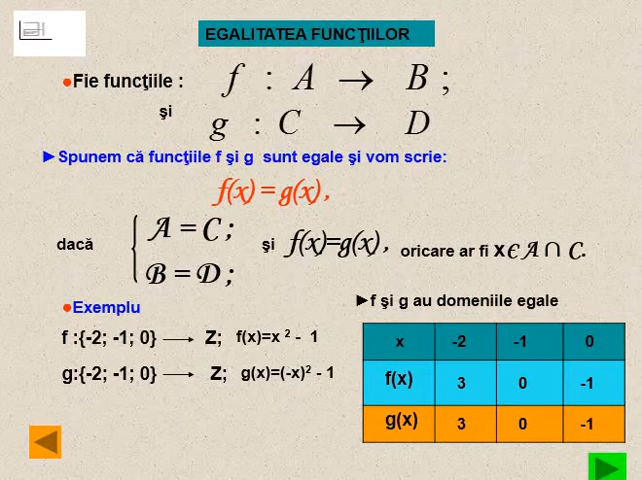 EGALITATEA FUNCŢIILOR
●Fie funcţiile : f : A → B ;
şi
g : C → D
►Spunem că funcţiile f şi g sunt egale şi vom scrie:
f(x) = g(x) ,
dacă { A = C ; B = D ; şi f(x)=g(x) , oricare ar fi x∈A ∩ C.
●Exemplu
►f şi g au domeniile egale
f :{-2; -1; 0} → Z; f(x)=x² - 1
g:{-2; -1; 0} → Z; g(x)=(-x)² - 1
x -2 -1 0
f(x) 3 0 -1
g(x) 3 0 -1